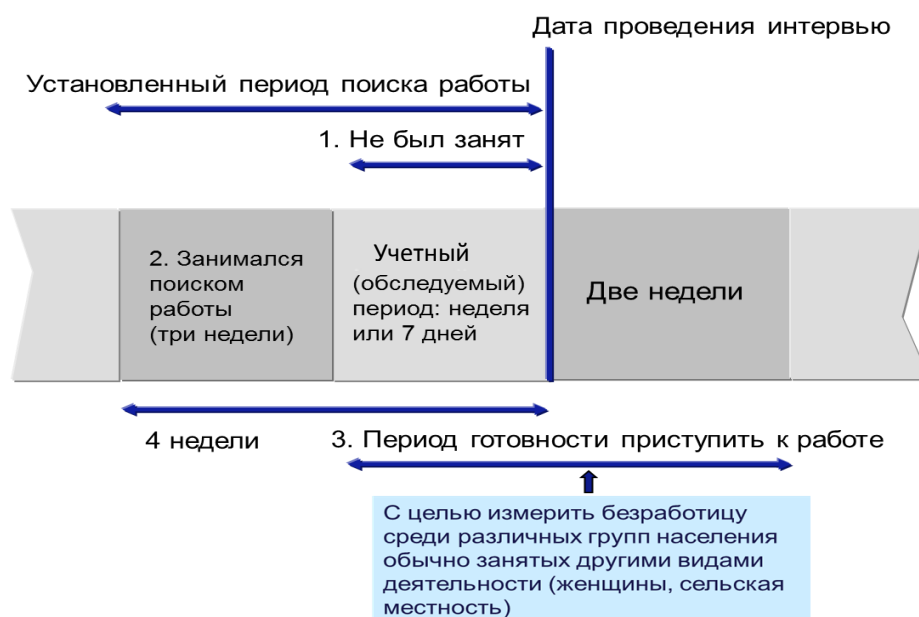 Дата проведения интервью
Установленный период поиска работы
1. Не был занят
2. Занимался
поиском
работы
(три недели)
Учетный
(обследуемый)
период: неделя
или 7 дней
Две недели
4 недели
3. Период готовности приступить к работе
С целью измерить безработицу
среди различных групп населения
обычно занятых другими видами
деятельности (женщины, сельская
местность)